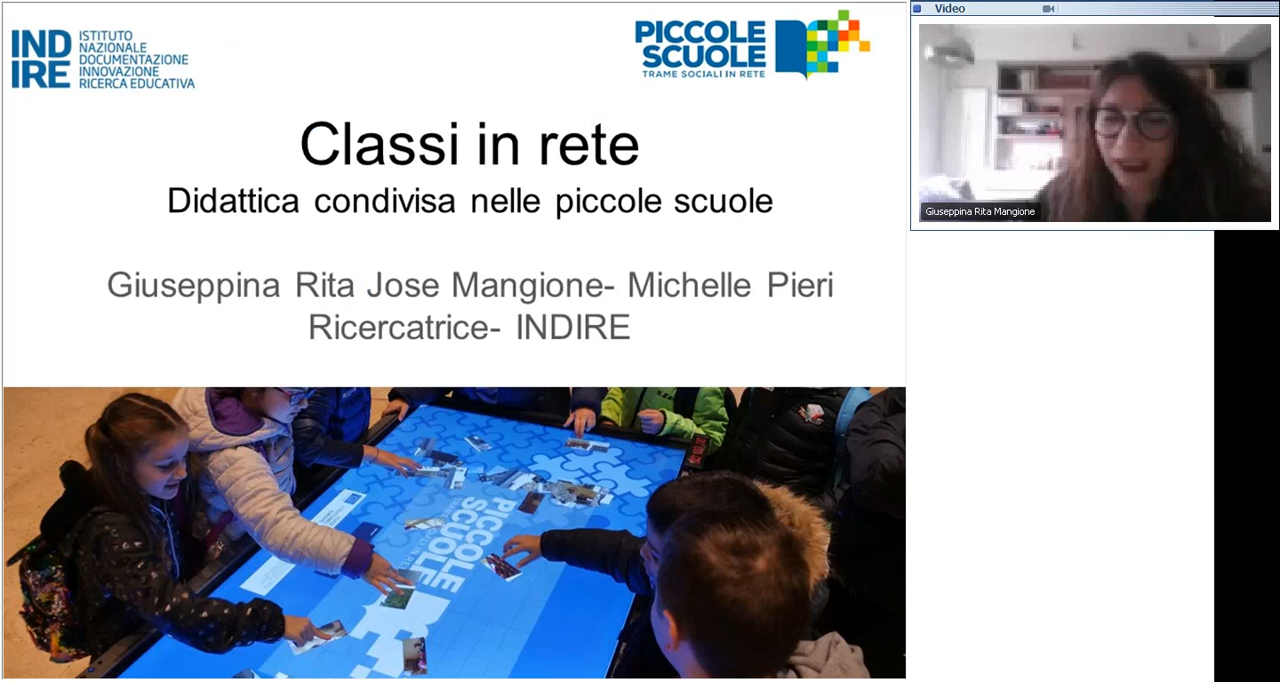 IND
IRE
ISTITUTO
NAZIONALE
DOCUMENTAZIONE
INNOVAZIONE
RICERCA EDUCATIVA
PICCOLE
SCUOLE
TRAME SOCIALI IN RETE
Video
Classi in rete
Didattica condivisa nelle piccole scuole
Giuseppina Rita Jose Mangione- Michelle Pieri
Ricercatrice- INDIRE
Giuseppina Rita Mangione
PICCOLE
SCUOLE